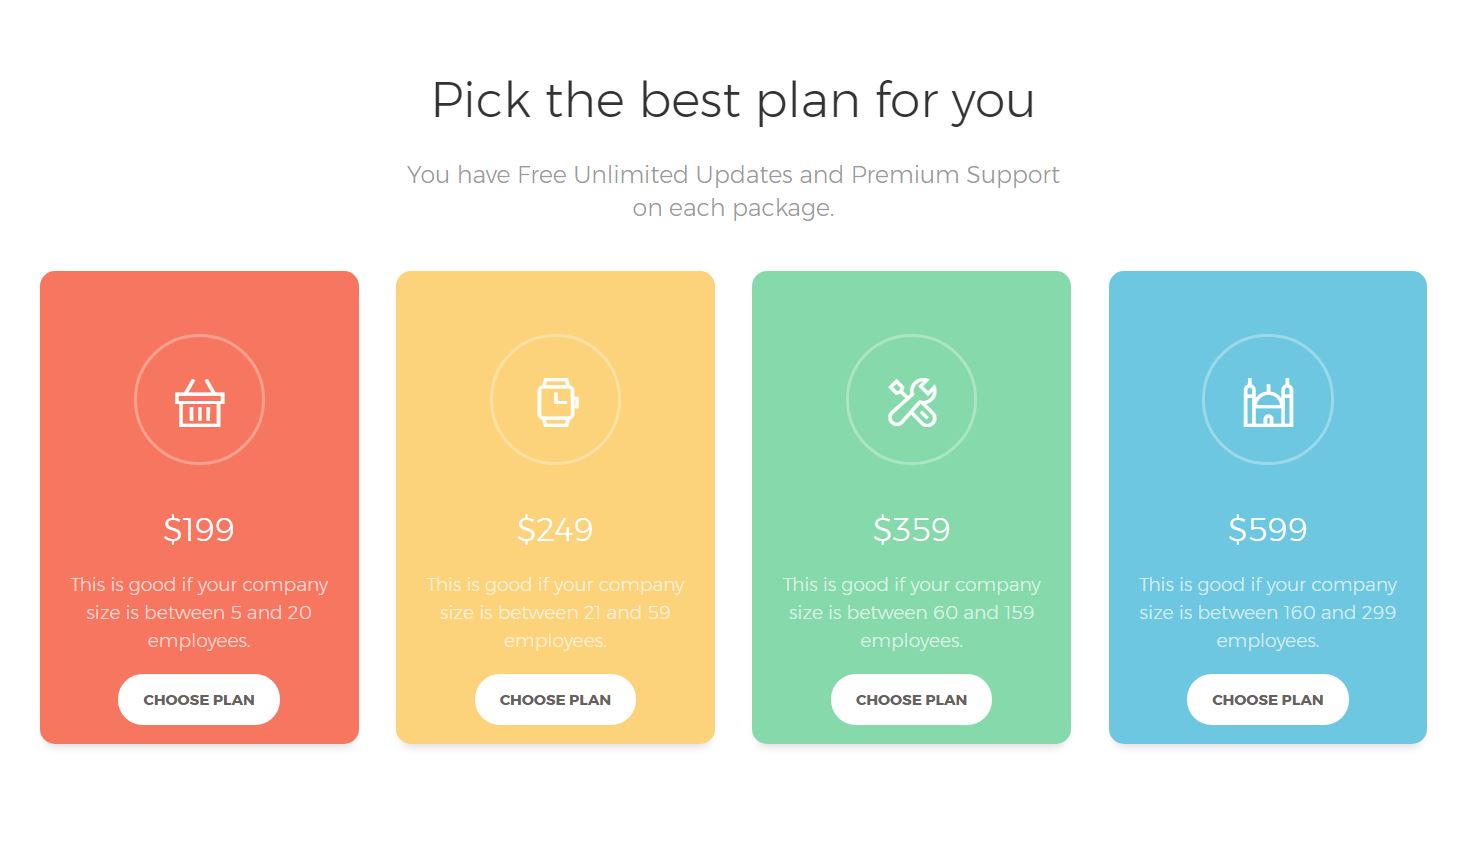 Pick the best plan for you
You have Free Unlimited Updates and Premium Support
on each package.
$199
This is good if your company
size is between 5 and 20
employees.
CHOOSE PLAN
$249
This is good if your company
size is between 21 and 59
employees.
CHOOSE PLAN
$359
This is good if your company
size is between 60 and 159
employees.
CHOOSE PLAN
$599
This is good if your company
size is between 160 and 299
employees.
CHOOSE PLAN